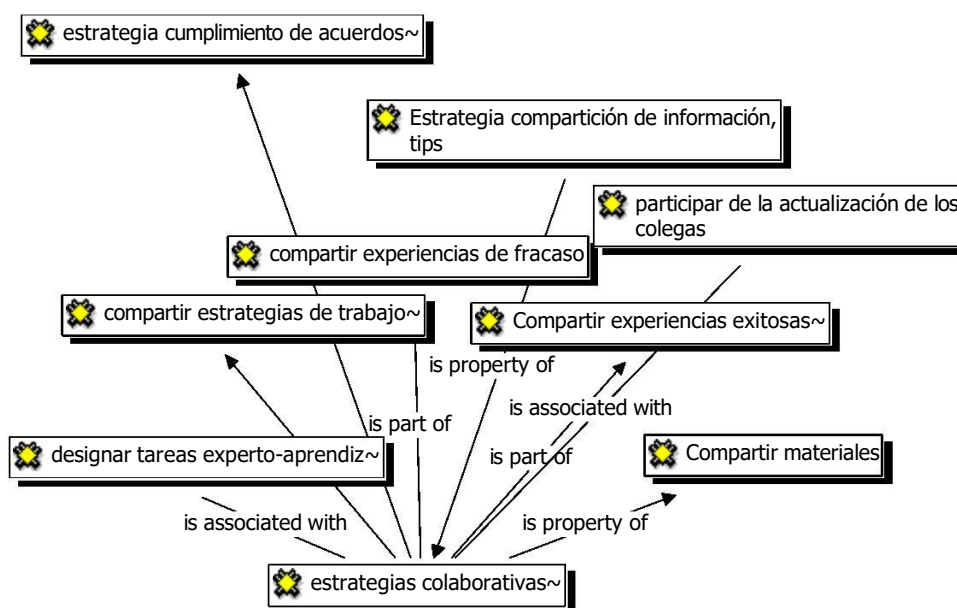 estrategia cumplimiento de acuerdos~
Estrategia compartición de información,
tips
participar de la actualización de los
colegas
compartir experiencias de fracaso
compartir estrategias de trabajo~
Compartir experiencias exitosas~
is property of
is associated with
is part of
designar tareas experto-aprendiz~
is part of
Compartir materiales
is associated with
is property of
estrategias colaborativas~